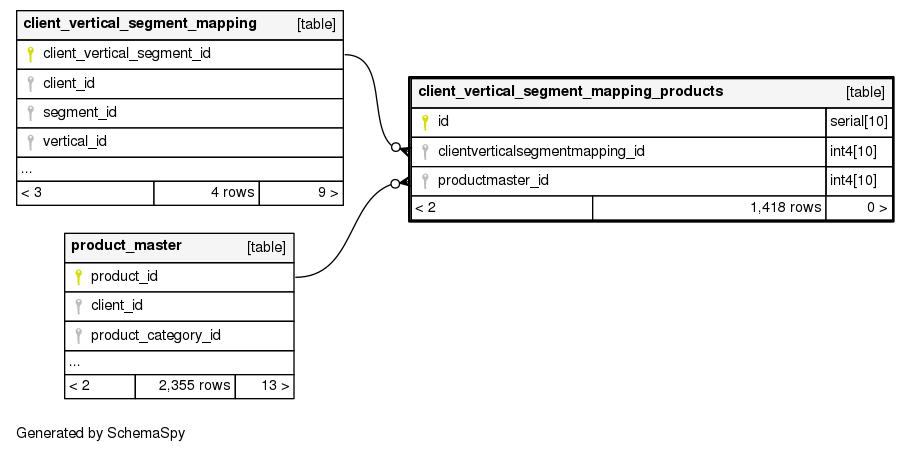 client_vertical_segment_mapping [table]
client_vertical_segment_id
client_id
segment_id
vertical_id
...
< 3 4 rows 9 >
client_vertical_segment_mapping_products [table]
id serial[10]
clientverticalsegmentmapping_id int4[10]
productmaster_id int4[10]
< 2 1,418 rows 0 >
product_master [table]
product_id
client_id
product_category_id
...
< 2 2,355 rows 13 >
Generated by SchemaSpy